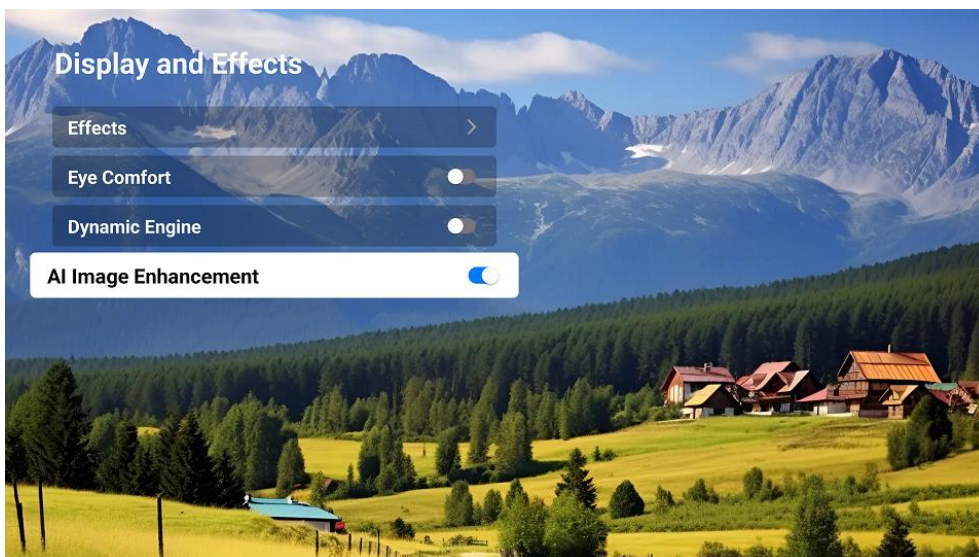 Display and Effects
Effects
Eye Comfort
Dynamic Engine
AI Image Enhancement